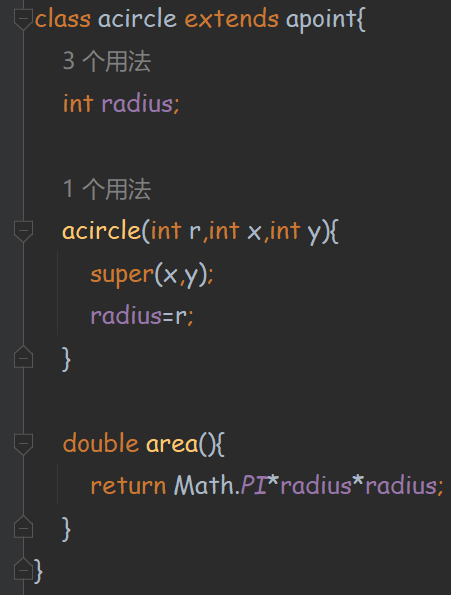 class acircle extends apoint{
3 个用法
int radius;
1 个用法
acircle(int r,int x,int y){
super(x,y);
radius=r;
}
double area(){
return Math.PI*radius*radius;
}
}